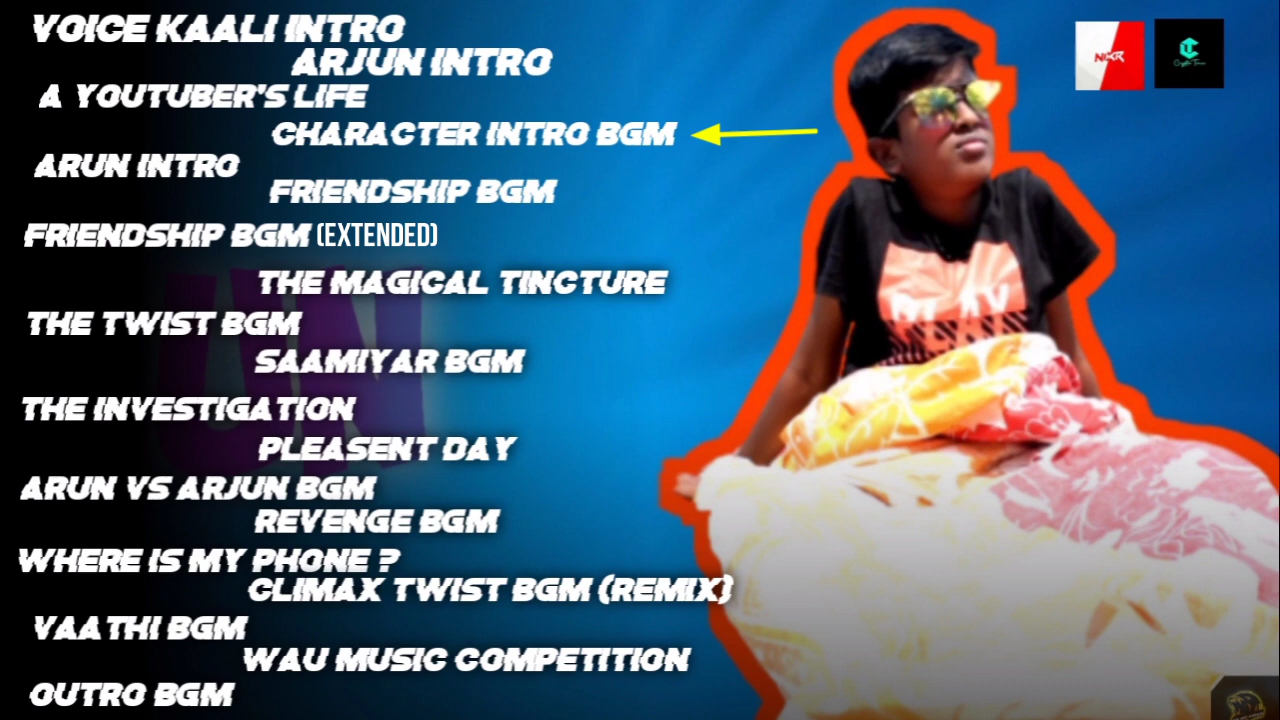 VOICE KAALI INTRO
ARJUN INTRO
A YOUTUBER'S LIFE
CHARACTER INTRO BGM
ARUN INTRO
FRIENDSHIP BGM
FRIENDSHIP BGM (EXTENDED)
THE MAGICAL TINCTURE
THE TWIST BGM
SAAMIYAR BGM
THE INVESTIGATION
PLEASENT DAY
ARUN VS ARJUN BGM
REVENGE BGM
WHERE IS MY PHONE ?
CLIMAX TWIST BGM (REMIX)
VAATHI BGM
WAU MUSIC COMPETITION
OUTRO BGM
UN